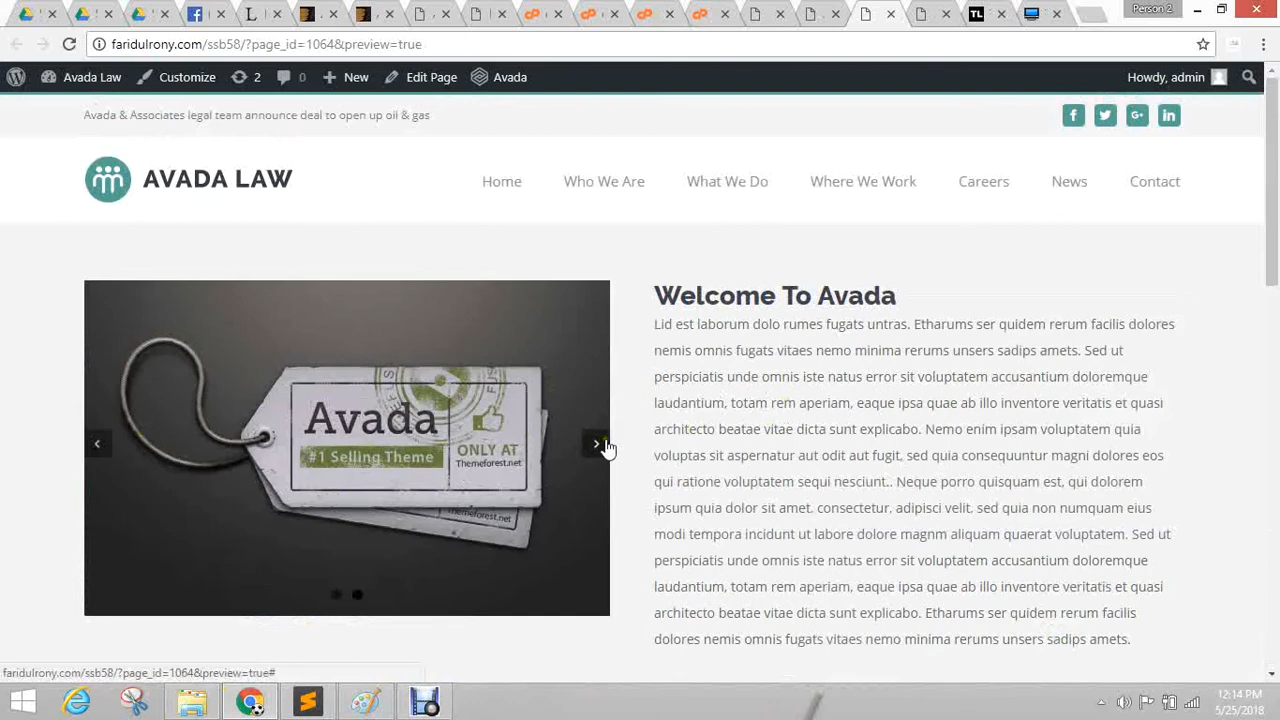 Person 2
faridulrony.com/ssb58/?page_id=1064&preview=true
Avada Law
Customize
2
0
New
Edit Page
Avada
Howdy, admin
Avada & Associates legal team announce deal to open up oil & gas
AVADA LAW
Home
Who We Are
What We Do
Where We Work
Careers
News
Contact
Avada
#1 Selling Theme
ONLY AT
Themeforest.net
Themeforest.net
Welcome To Avada
Lid est laborum dolo rumes fugats untras. Etharums ser quidem rerum facilis dolores
nemis omnis fugats vitaes nemo minima rerums unsers sadips amets. Sed ut
perspiciatis unde omnis iste natus error sit voluptatem accusantium doloremque
laudantium, totam rem aperiam, eaque ipsa quae ab illo inventore veritatis et quasi
architecto beatae vitae dicta sunt explicabo. Nemo enim ipsam voluptatem quia
voluptas sit aspernatur aut odit aut fugit, sed quia consequuntur magni dolores eos
qui ratione voluptatem sequi nesciunt.. Neque porro quisquam est, qui dolorem
ipsum quia dolor sit amet, consectetur, adipisci velit, sed quia non numquam eius
modi tempora incidunt ut labore dolore magnm aliquam quaerat voluptatem. Sed ut
perspiciatis unde omnis iste natus error sit voluptatem accusantium doloremque
laudantium, totam rem aperiam, eaque ipsa quae ab illo inventore veritatis et quasi
architecto beatae vitae dicta sunt explicabo. Etharums ser quidem rerum facilis
dolores nemis omnis fugats vitaes nemo minima rerums unsers sadips amets.
faridulrony.com/ssb58/?page_id=1064&preview=true#
12:14 PM
5/25/2018